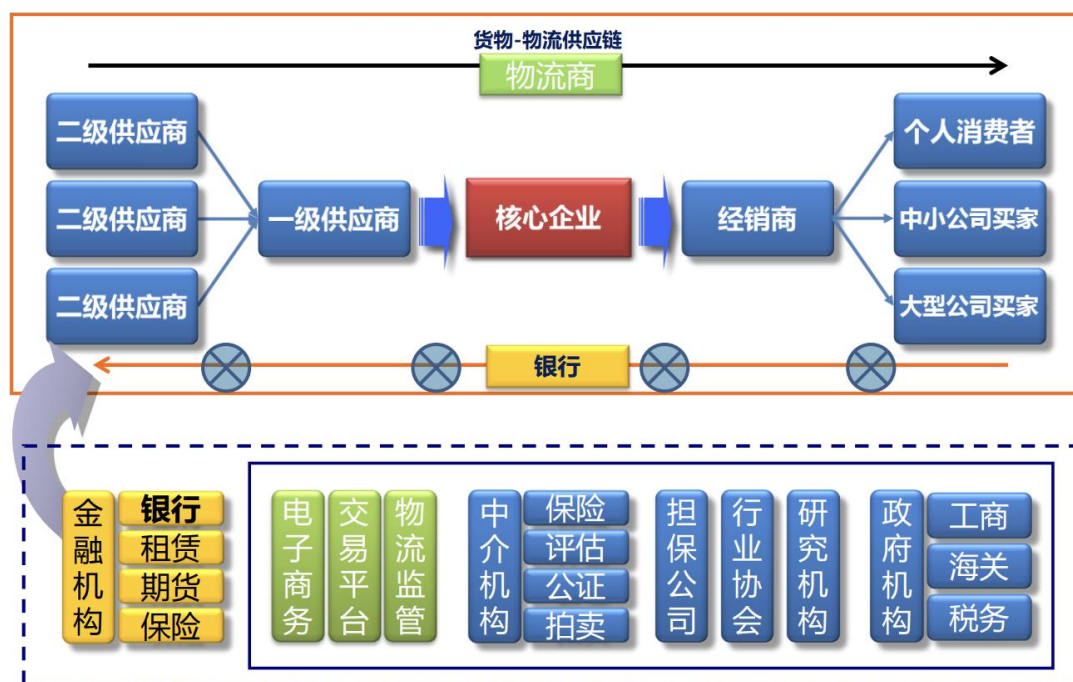 货物-物流供应链
物流商
二级供应商
二级供应商
二级供应商
一级供应商
核心企业
经销商
个人消费者
中小公司买家
大型公司买家
银行
金融机构
银行
租赁
期货
保险
电子商务
交易平台
物流监管
中介机构
保险
评估
公证
拍卖
担保公司
行业协会
研究机构
政府机构
工商
海关
税务